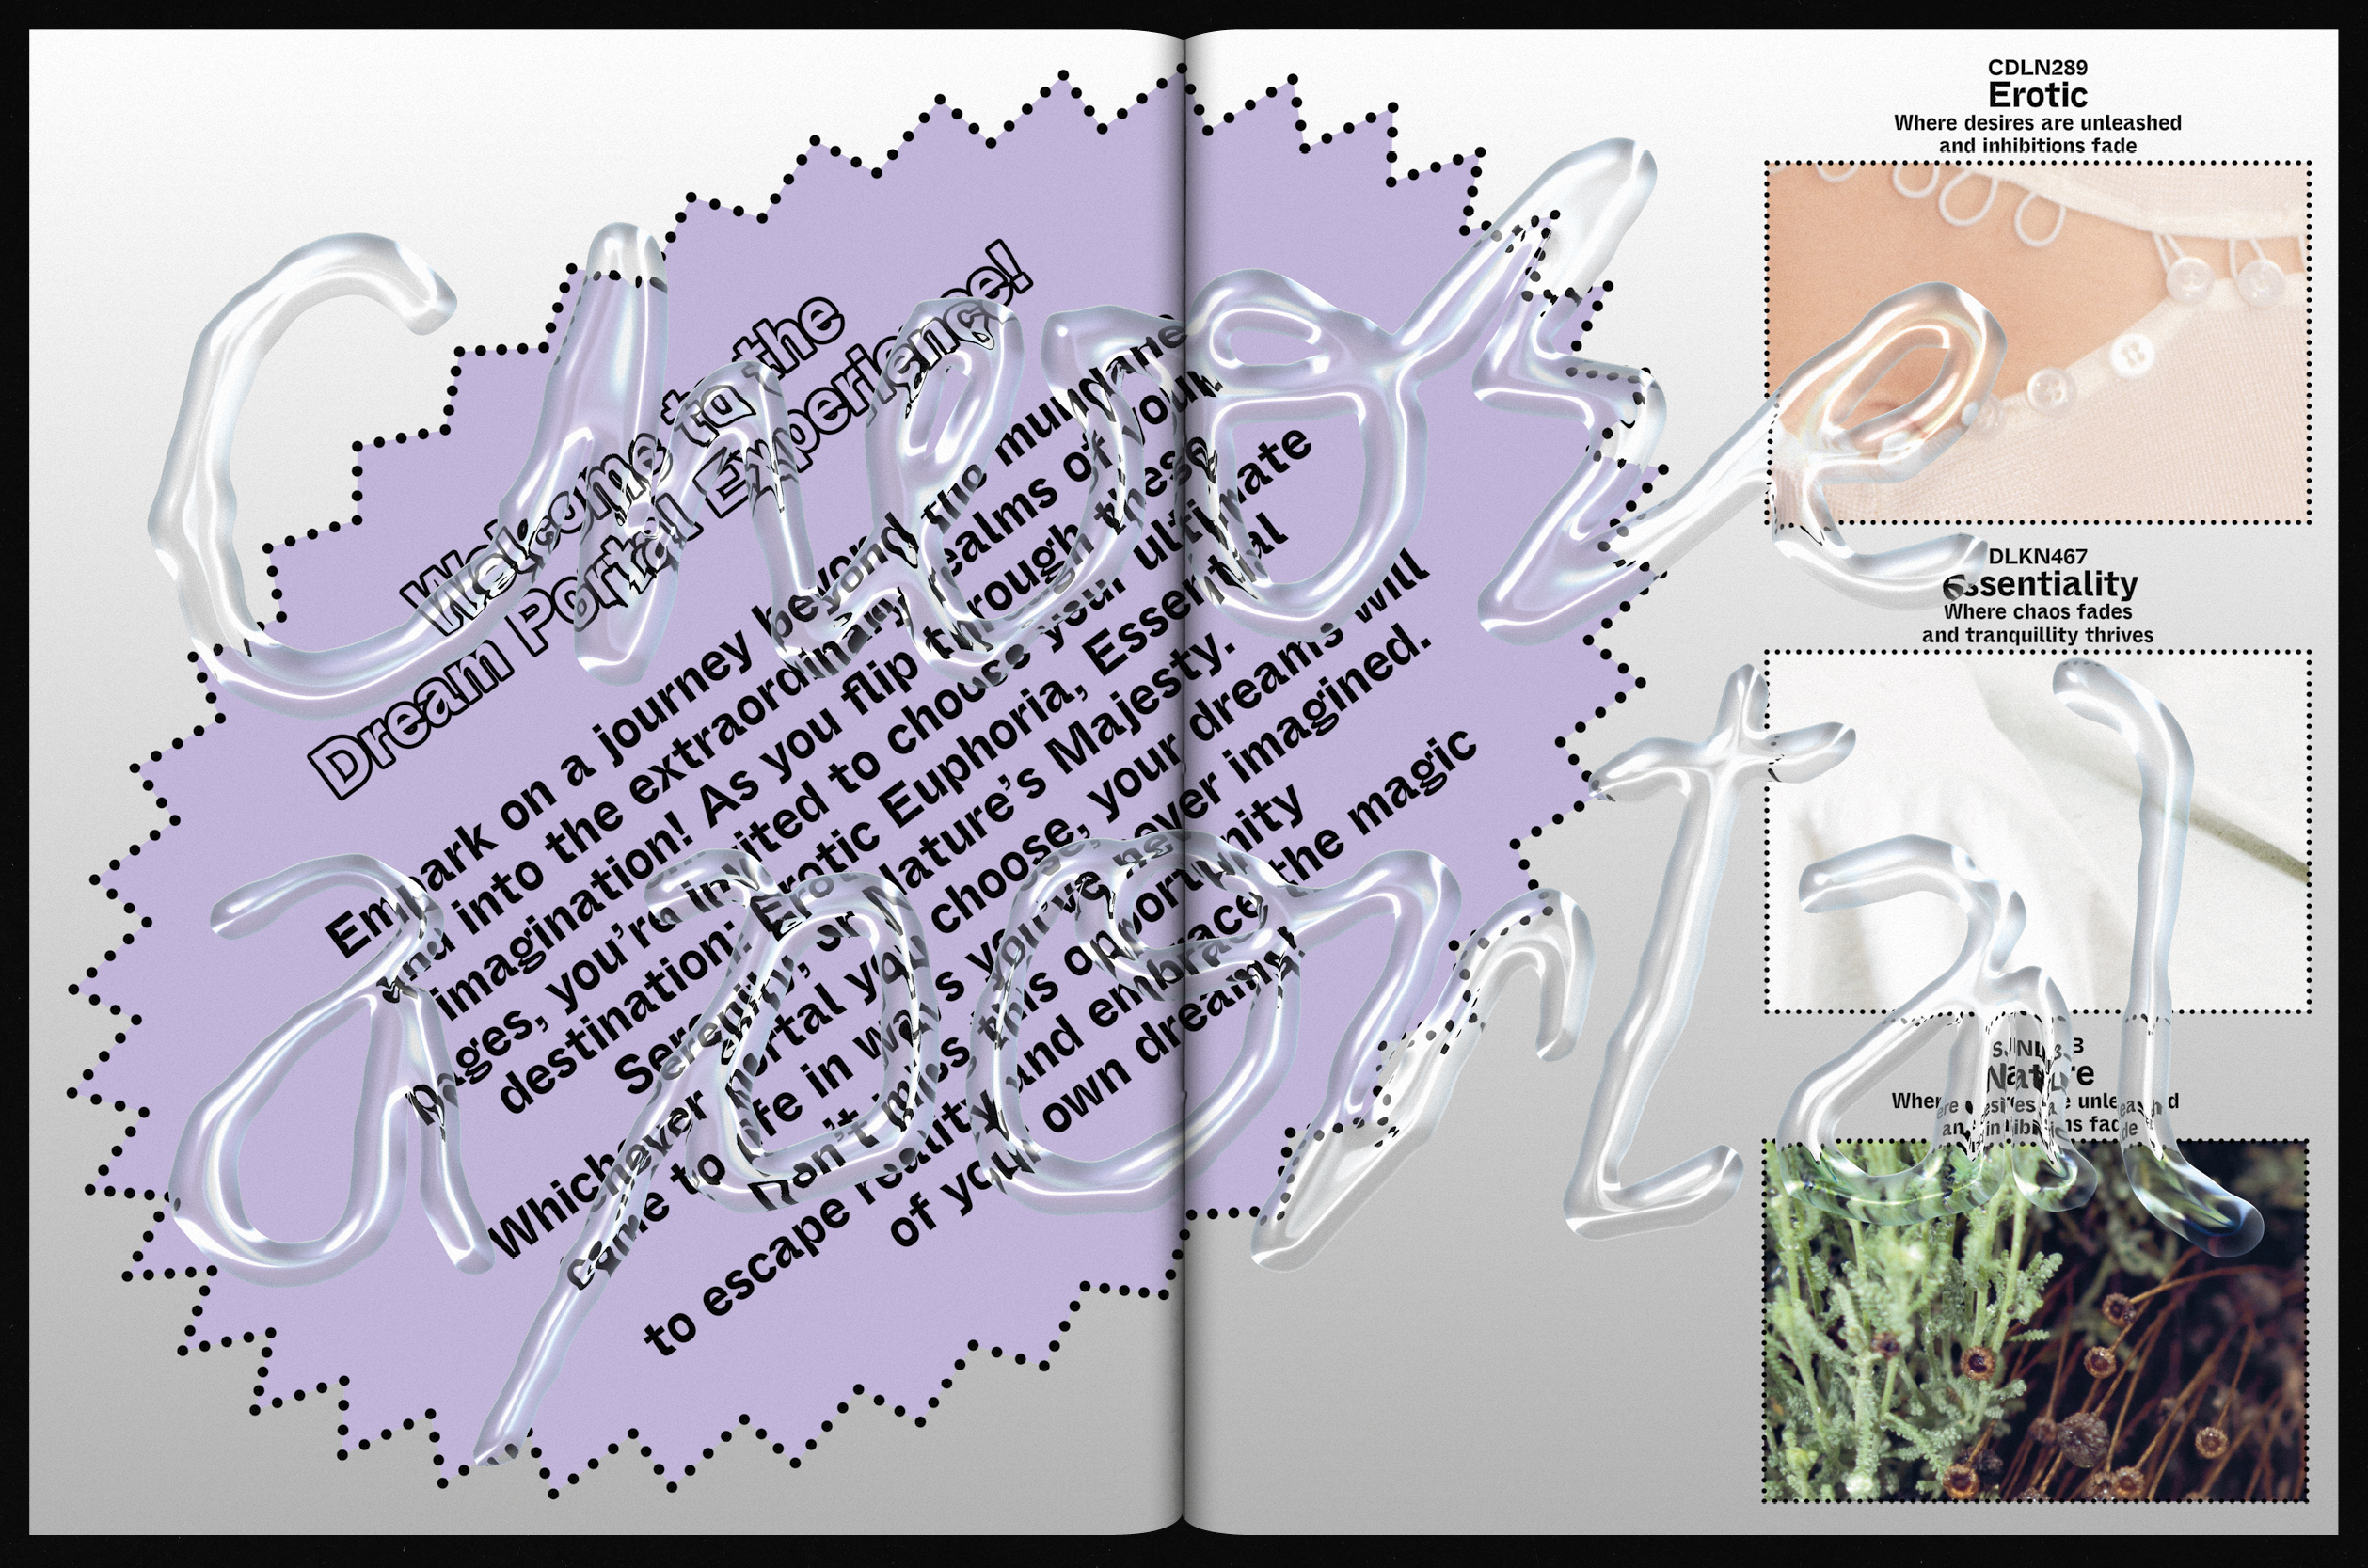 Choose
a portal
Welcome to the
Dream Portal Experience!
Embark on a journey beyond the mundane
and into the extraordinary realms of your
imagination! As you flip through these
pages, you’re invited to choose your ultimate
destination: Erotic Euphoria, Essential
Serenity, or Nature’s Majesty.
Whichever portal you choose, your dreams will
come to life in ways you’ve never imagined.
Don’t miss this opportunity
to escape reality and embrace the magic
of your own dreams!
CDLN289
Erotic
Where desires are unleashed
and inhibitions fade
DLKN467
Essentiality
Where chaos fades
and tranquillity thrives
Nature
Where desires are unleashed
and inhibitions fade